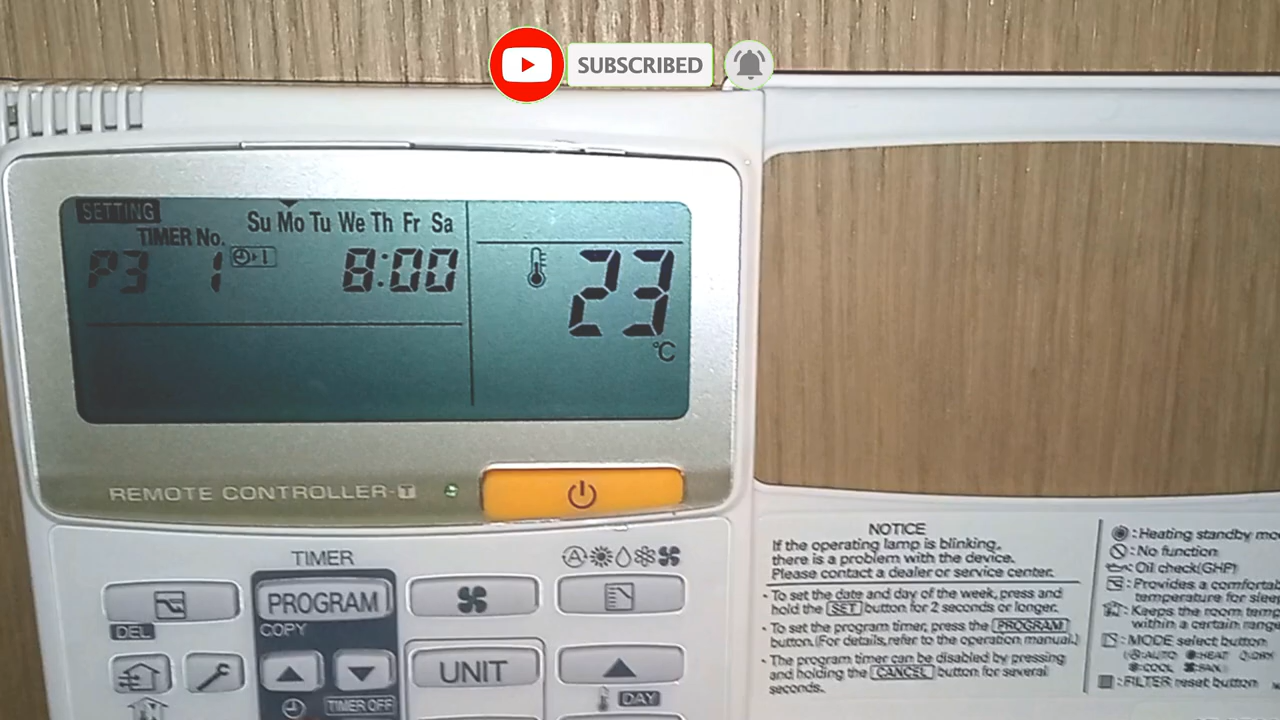 SUBSCRIBED
SETTING
Su Mo Tu We Th Fr Sa
TIMER No.
P3 1 1 8:00
23
°C
REMOTE CONTROLLER-T
TIMER
PROGRAM
DEL
COPY
UNIT
TIMER OFF
DAY
A
NOTICE
If the operating lamp is blinking,
there is a problem with the device.
Please contact a dealer or service center.
· To set the date and day of the week, press and
hold the SET button for 2 seconds or longer.
· To set the program timer, press the PROGRAM
button.(For details,refer to the operation manual.)
· The program timer can be disabled by pressing
and holding the CANCEL button for several
seconds.
:Heating standby mo
:No function
:Oil check(GHP)
:Provides a comfortab
temperature for slee
:Keeps the room temp
within a certain range
:MODE select button
(A:AUTO :HEAT :DRY
:COOL :FAN
:FILTER reset button